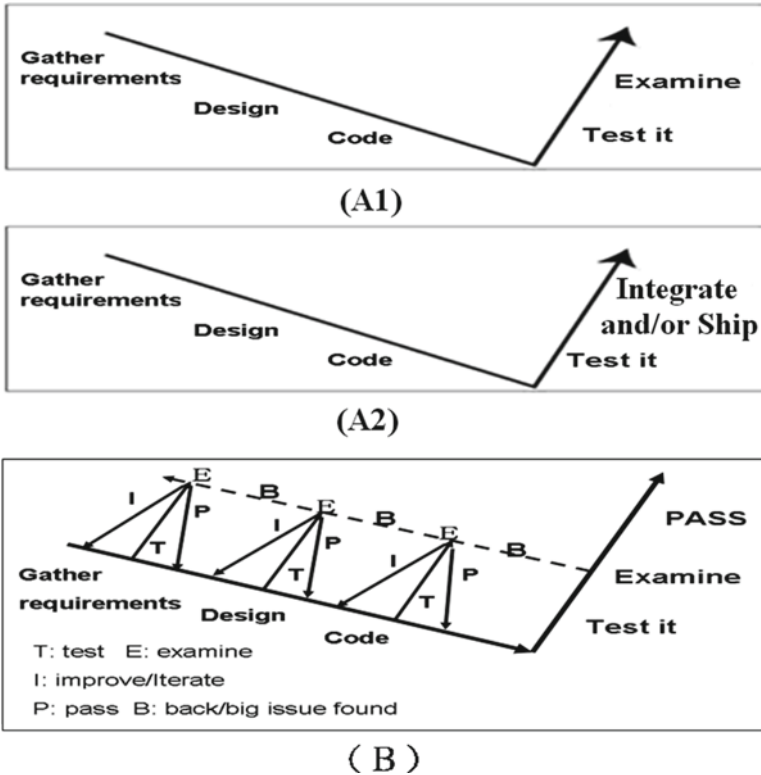 Gather
requirements
Design
Code
Examine
Test it
(A1)
Gather
requirements
Design
Code
Integrate
and/or Ship
Test it
(A2)
E
B
E
B
E
B
I
P
T
I
P
T
I
P
T
PASS
Examine
Test it
Gather
requirements
Design
Code
T: test E: examine
I: improve/Iterate
P: pass B: back/big issue found
( B )